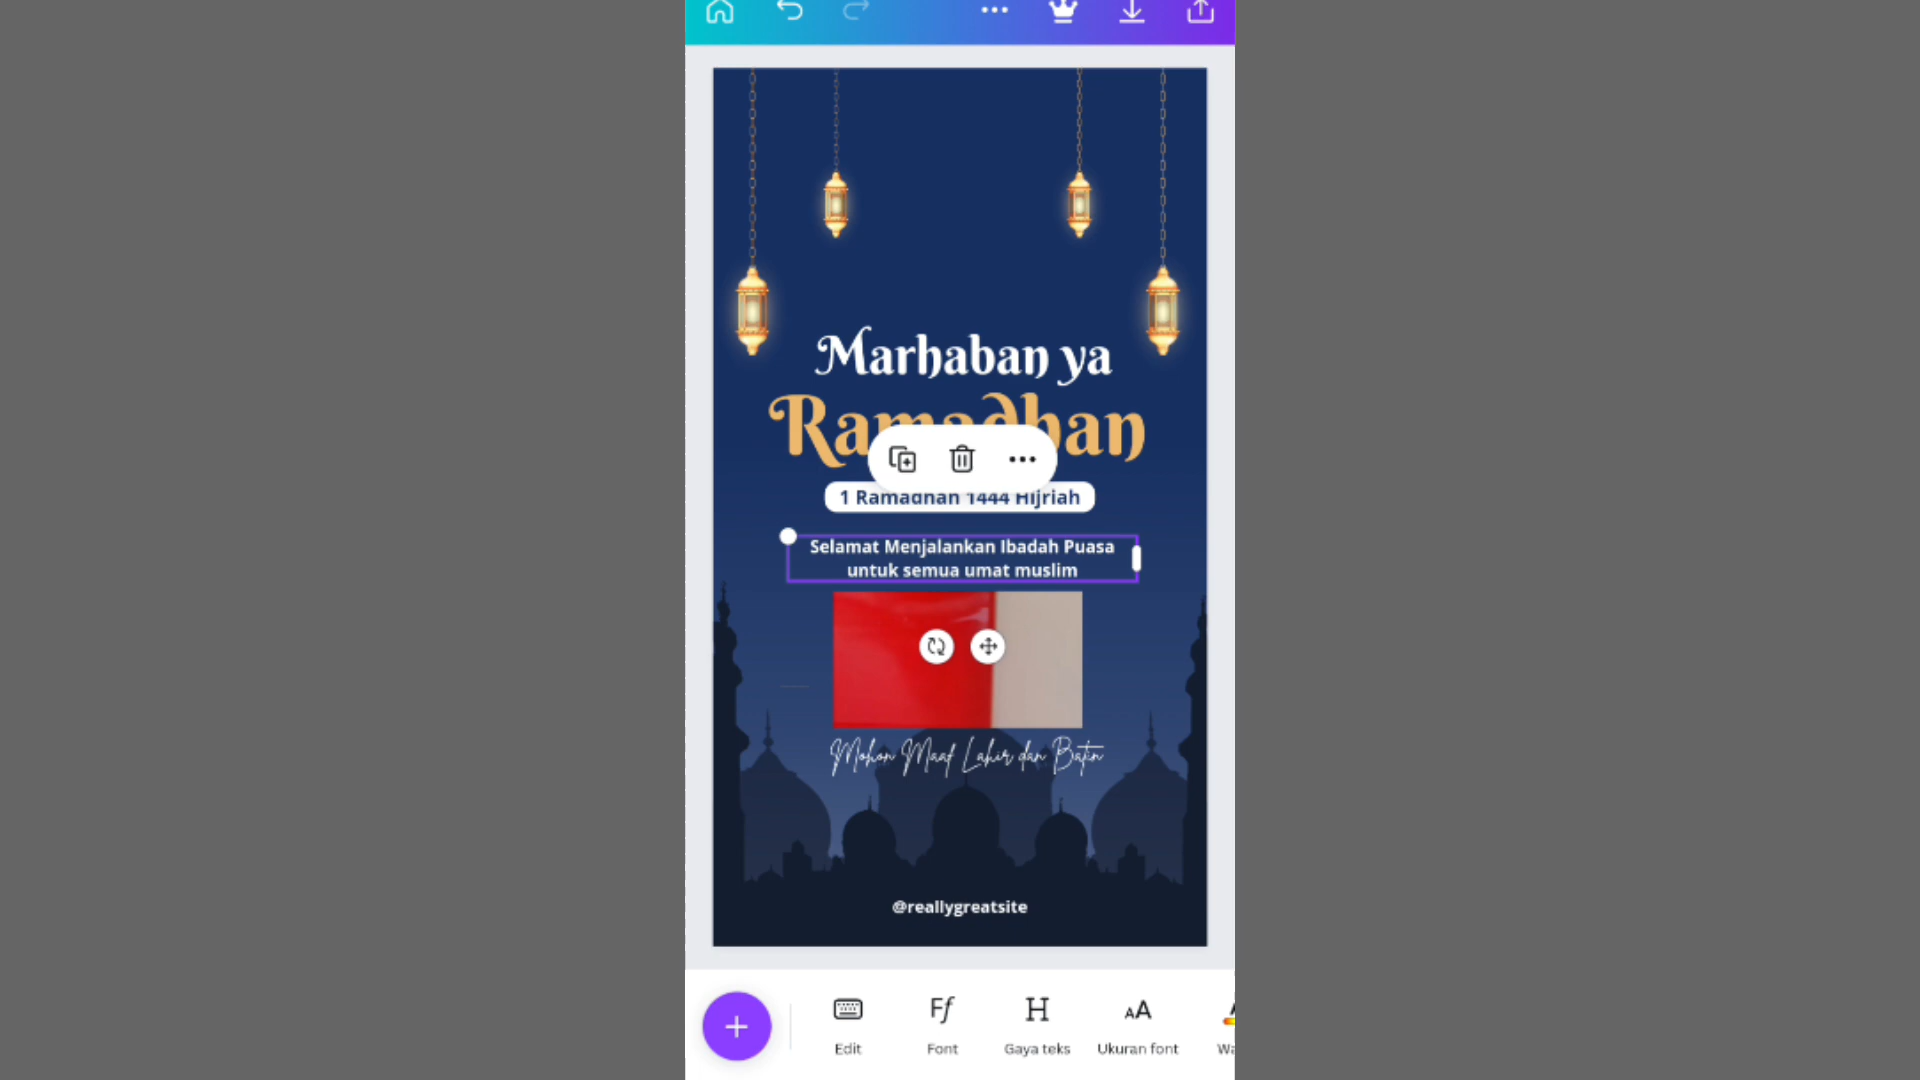 Marhaban ya
Ramadhan
1 Ramadhan 1444 Hijriah
Selamat Menjalankan Ibadah Puasa
untuk semua umat muslim
Mohon Maaf Lahir dan Batin
@reallygreatsite
Edit
Font
Gaya teks
Ukuran font